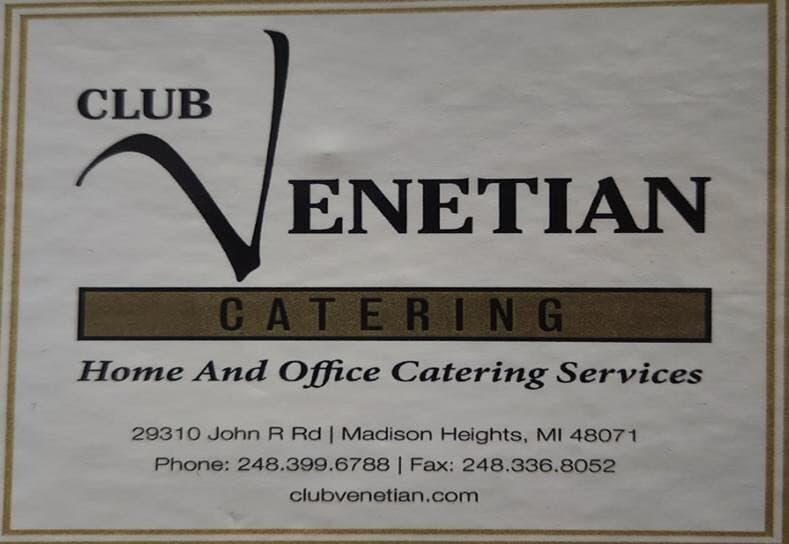 CLUB
VENETIAN
CATERING
Home And Office Catering Services
29310 John R Rd | Madison Heights, MI 48071
Phone: 248.399.6788 | Fax: 248.336.8052
clubvenetian.com